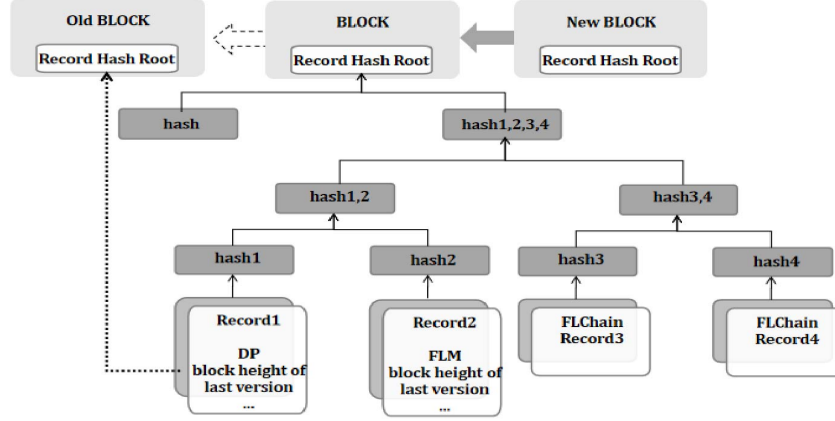 Old BLOCK
BLOCK
New BLOCK
Record Hash Root
Record Hash Root
Record Hash Root
hash
hash1,2,3,4
hash1,2
hash3,4
hash1
hash2
hash3
hash4
Record1
DP
block height of
last version
...
Record2
FLM
block height of
last version
...
FLChain
Record3
FLChain
Record4